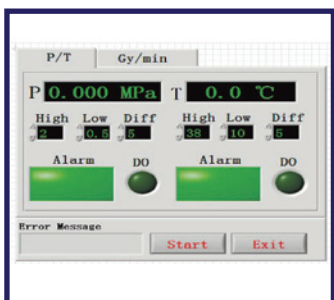 P/T Gy/min
P 0.000 MPa T 0.0 ℃
High Low Diff High Low Diff
2 0.5 5 38 10 5
Alarm DO Alarm DO
Error Message
Start Exit